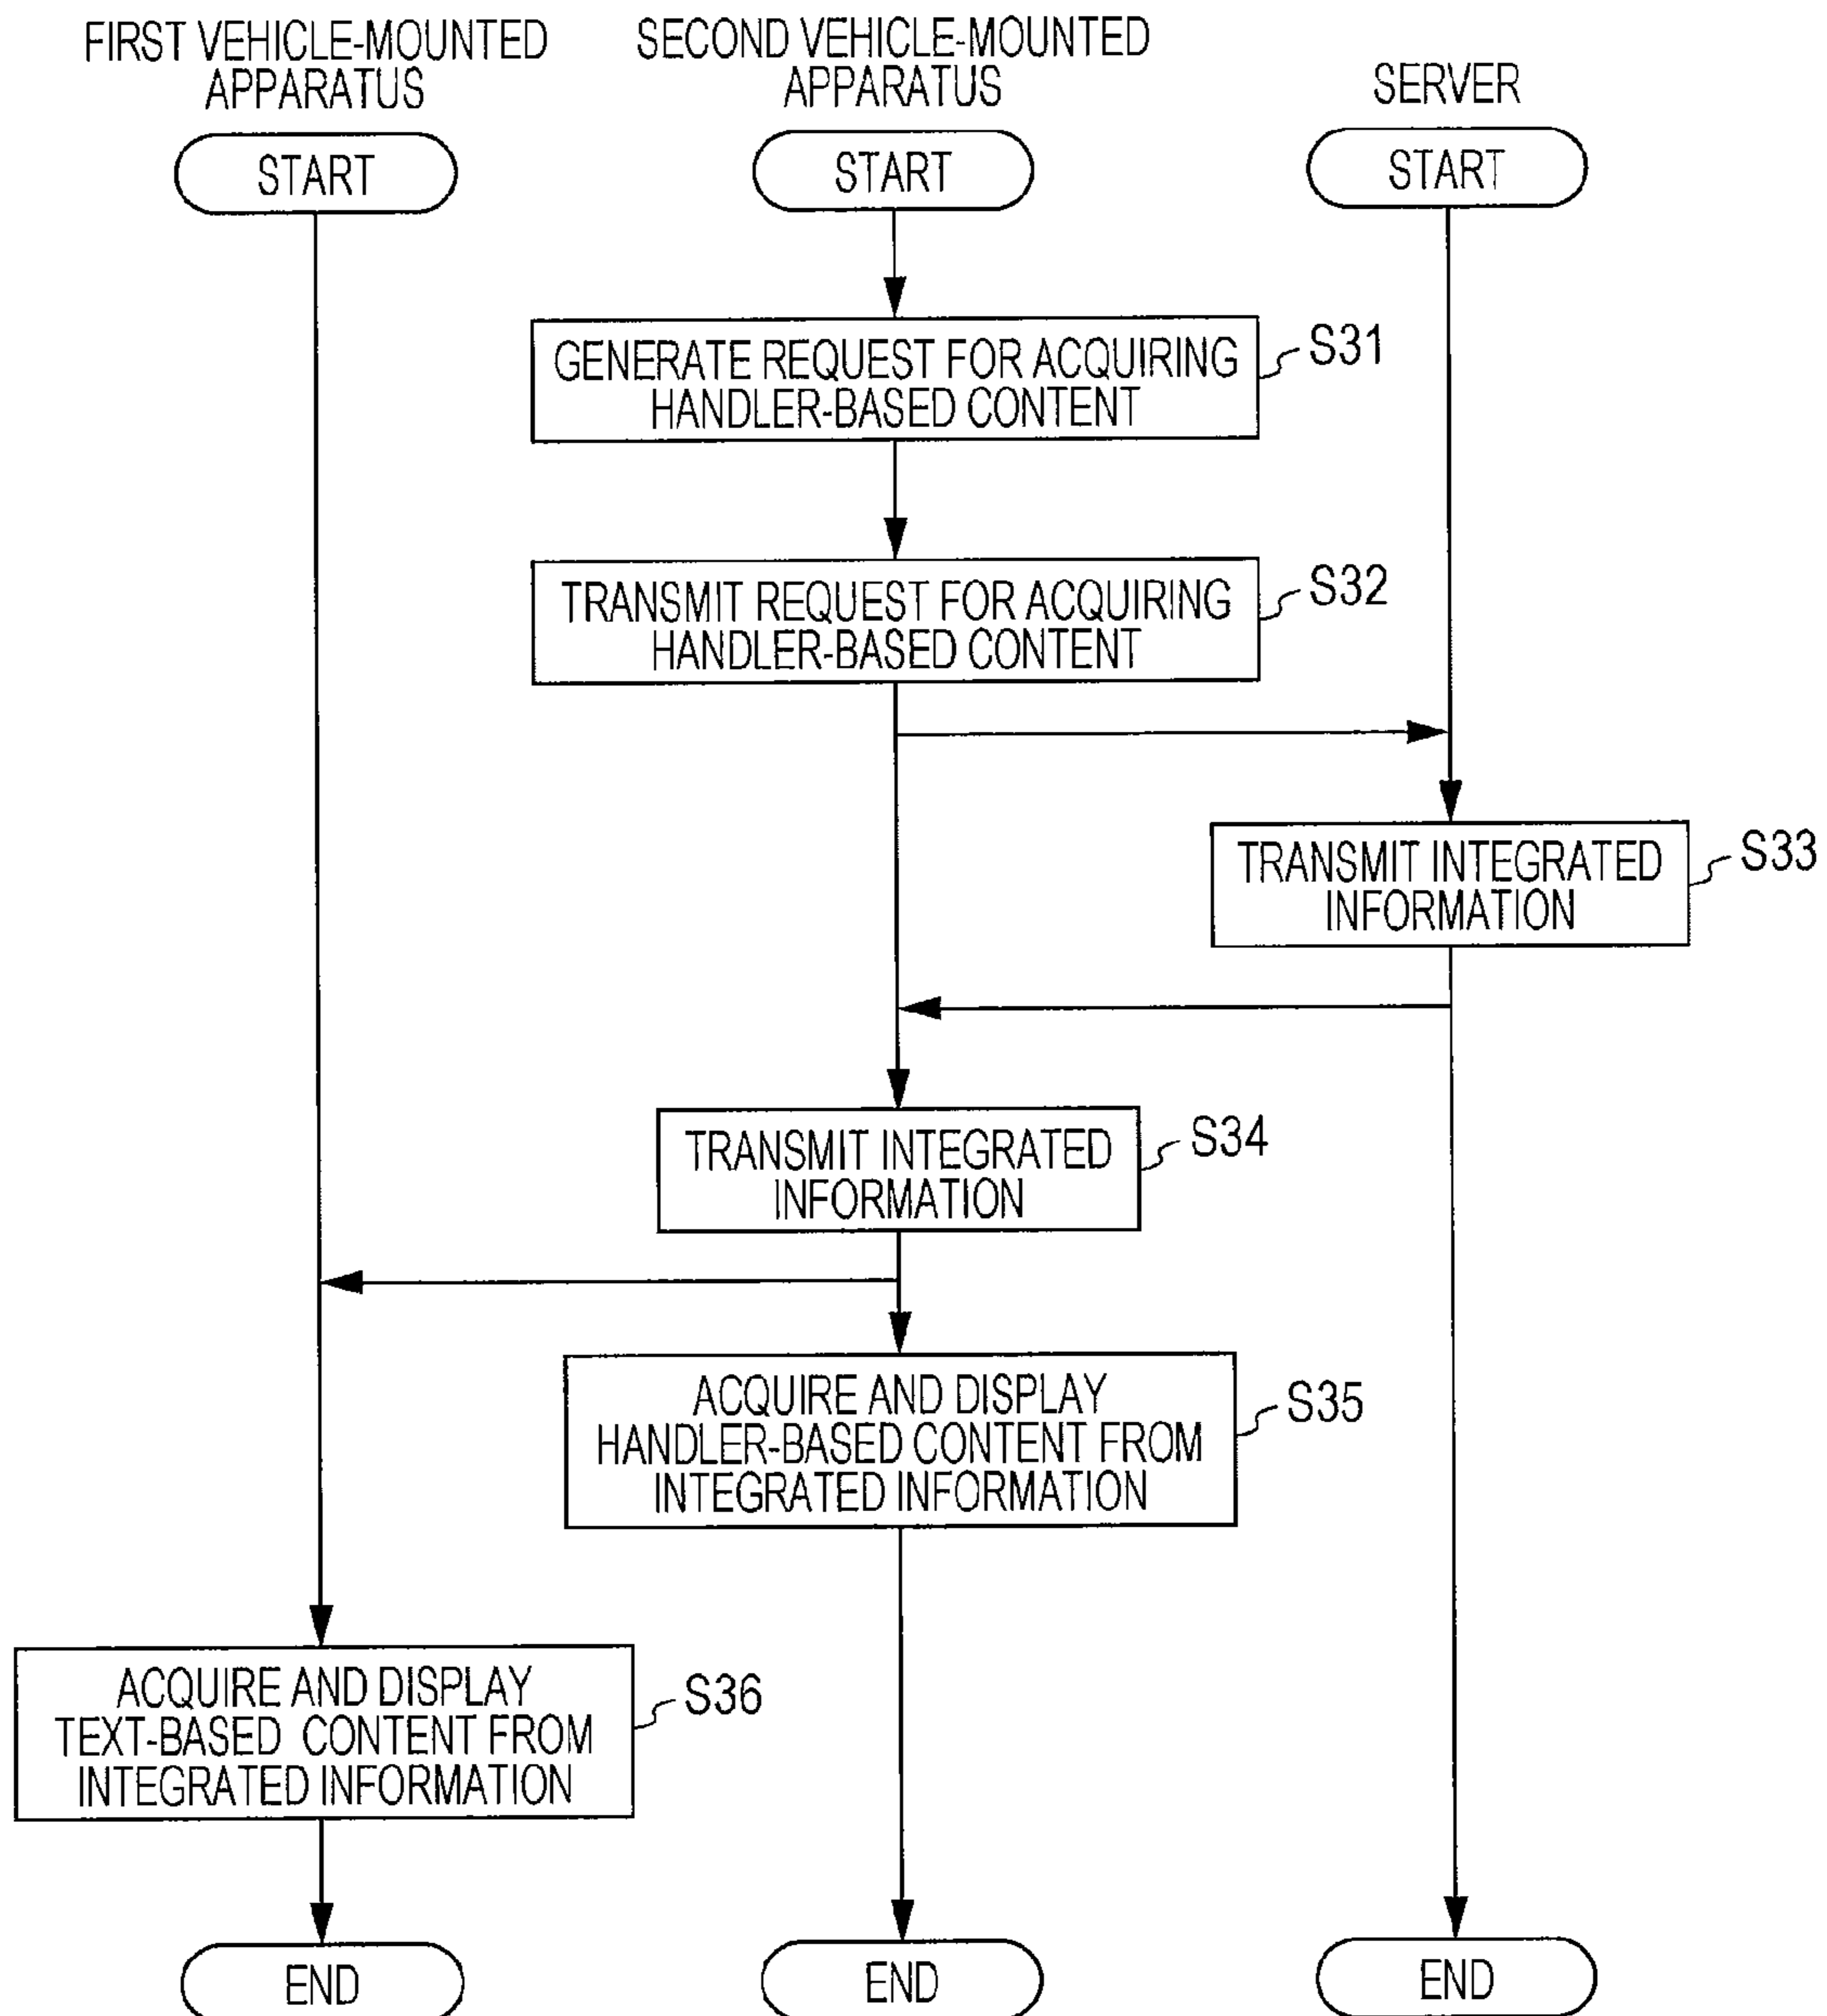 FIRST VEHICLE-MOUNTED
APPARATUS
SECOND VEHICLE-MOUNTED
APPARATUS
SERVER
START
START
START
GENERATE REQUEST FOR ACQUIRING
HANDLER-BASED CONTENT
S31
TRANSMIT REQUEST FOR ACQUIRING
HANDLER-BASED CONTENT
S32
TRANSMIT INTEGRATED
INFORMATION
S33
TRANSMIT INTEGRATED
INFORMATION
S34
ACQUIRE AND DISPLAY
HANDLER-BASED CONTENT FROM
INTEGRATED INFORMATION
S35
ACQUIRE AND DISPLAY
TEXT-BASED CONTENT FROM
INTEGRATED INFORMATION
S36
END
END
END